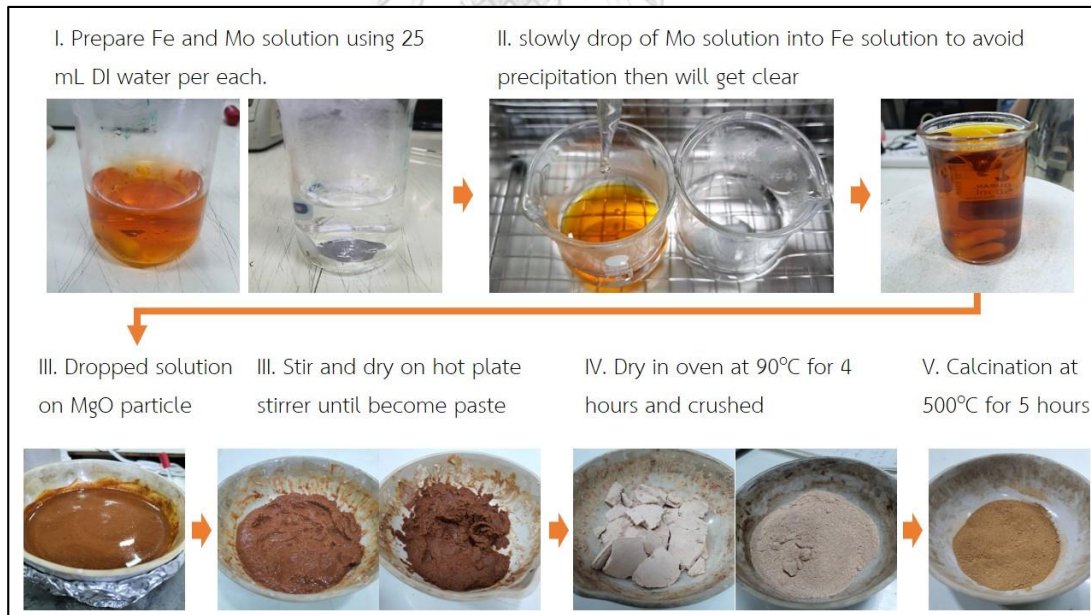 I. Prepare Fe and Mo solution using 25
mL DI water per each.
II. slowly drop of Mo solution into Fe solution to avoid
precipitation then will get clear
III. Dropped solution
on MgO particle
III. Stir and dry on hot plate
stirrer until become paste
IV. Dry in oven at 90°C for 4
hours and crushed
V. Calcination at
500°C for 5 hours